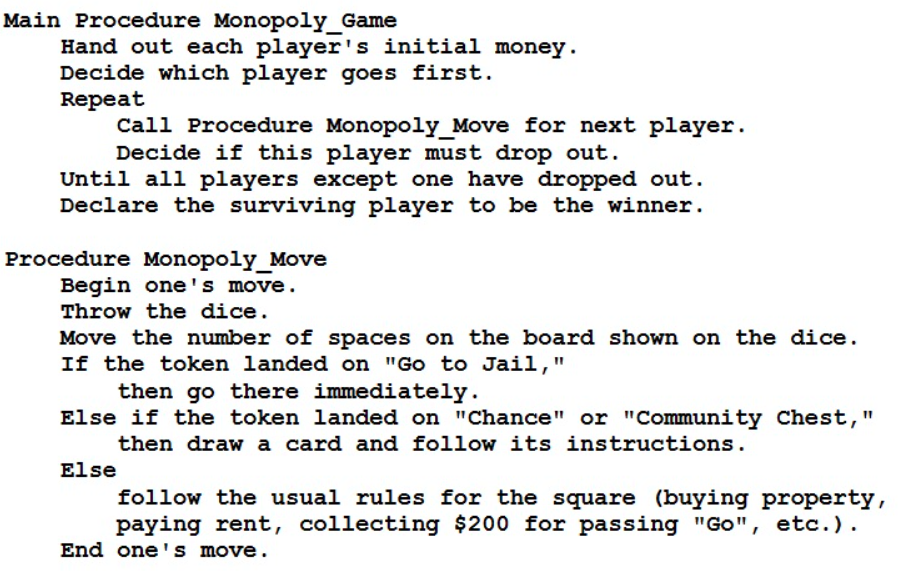 Main Procedure Monopoly_Game
Hand out each player's initial money.
Decide which player goes first.
Repeat
Call Procedure Monopoly_Move for next player.
Decide if this player must drop out.
Until all players except one have dropped out.
Declare the surviving player to be the winner.
Procedure Monopoly_Move
Begin one's move.
Throw the dice.
Move the number of spaces on the board shown on the dice.
If the token landed on "Go to Jail,"
then go there immediately.
Else if the token landed on "Chance" or "Community Chest,"
then draw a card and follow its instructions.
Else
follow the usual rules for the square (buying property,
paying rent, collecting $200 for passing "Go", etc.).
End one's move.